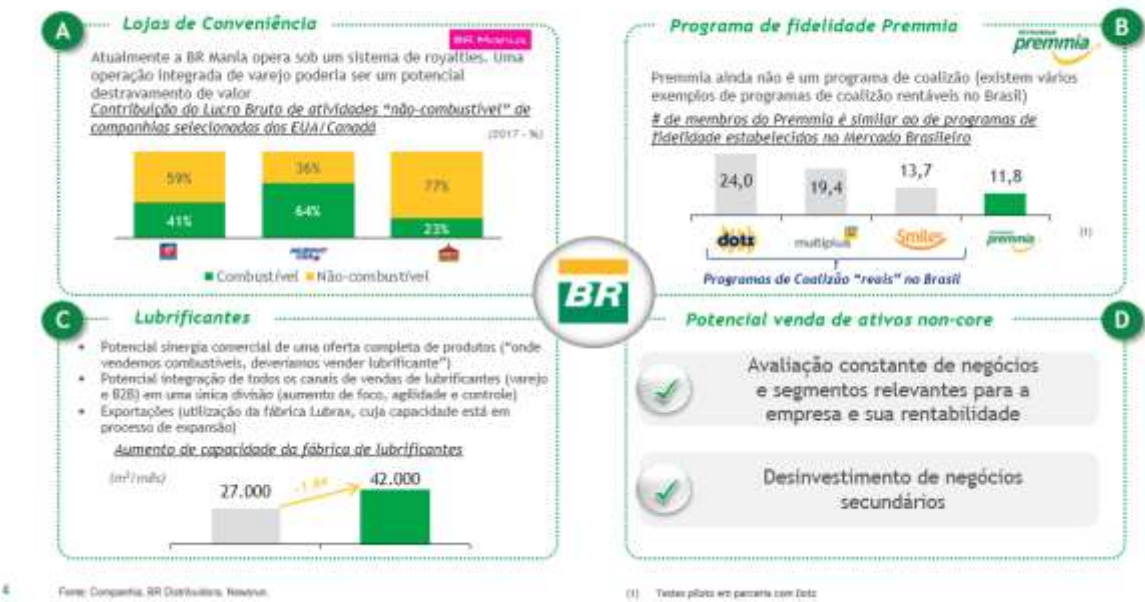 A
Lojas de Conveniência
BR Mania
Atualmente a BR Mania opera sob um sistema de royalties. Uma
operação integrada de varejo poderia ser um potencial
destravamento de valor
Contribuição do Lucro Bruto de atividades “não-combustível” de
companhias selecionadas dos EUA/Canadá
(2017 - %)
59%
36%
77%
41%
64%
23%
Combustível Não-combustível
B
Programa de fidelidade Premmia
premmia
Premmia ainda não é um programa de coalizão (existem vários
exemplos de programas de coalizão rentáveis no Brasil)
# de membros do Premmia é similar ao de programas de
fidelidade estabelecidos no Mercado Brasileiro
24,0
19,4
13,7
11,8
dotz
multiplus
Smiles
premmia
(1)
Programas de Coalizão “reais” no Brasil
BR
C
Lubrificantes
• Potencial sinergia comercial de uma oferta completa de produtos (“onde
vendemos combustíveis, deveríamos vender lubrificante”)
• Potencial integração de todos os canais de vendas de lubrificantes (varejo
e B2B) em uma única divisão (aumento de foco, agilidade e controle)
• Exportações (utilização da fábrica Lubrax, cuja capacidade está em
processo de expansão)
Aumento de capacidade da fábrica de lubrificantes
(m³/mês)
27.000
42.000
D
Potencial venda de ativos non-core
Avaliação constante de negócios
e segmentos relevantes para a
empresa e sua rentabilidade
Desinvestimento de negócios
secundários
4
Fonte: Companhia, BR Distribuidora, Newsrun.
(1) Testes piloto em parceria com Dotz